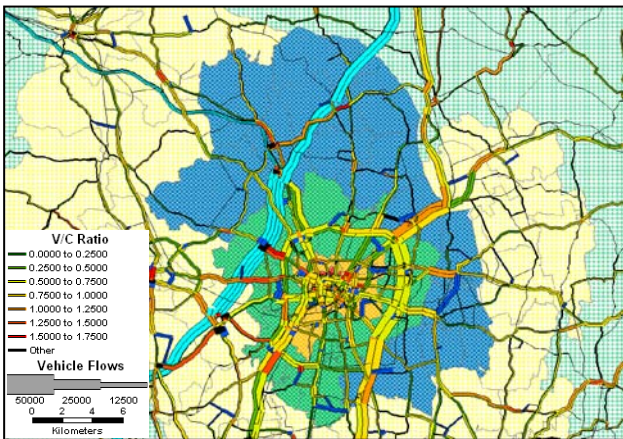 V/C Ratio
0.0000 to 0.2500
0.2500 to 0.5000
0.5000 to 0.7500
0.7500 to 1.0000
1.0000 to 1.2500
1.2500 to 1.5000
1.5000 to 1.7500
Other
Vehicle Flows
50000 25000 12500
0 2 4 6
Kilometers